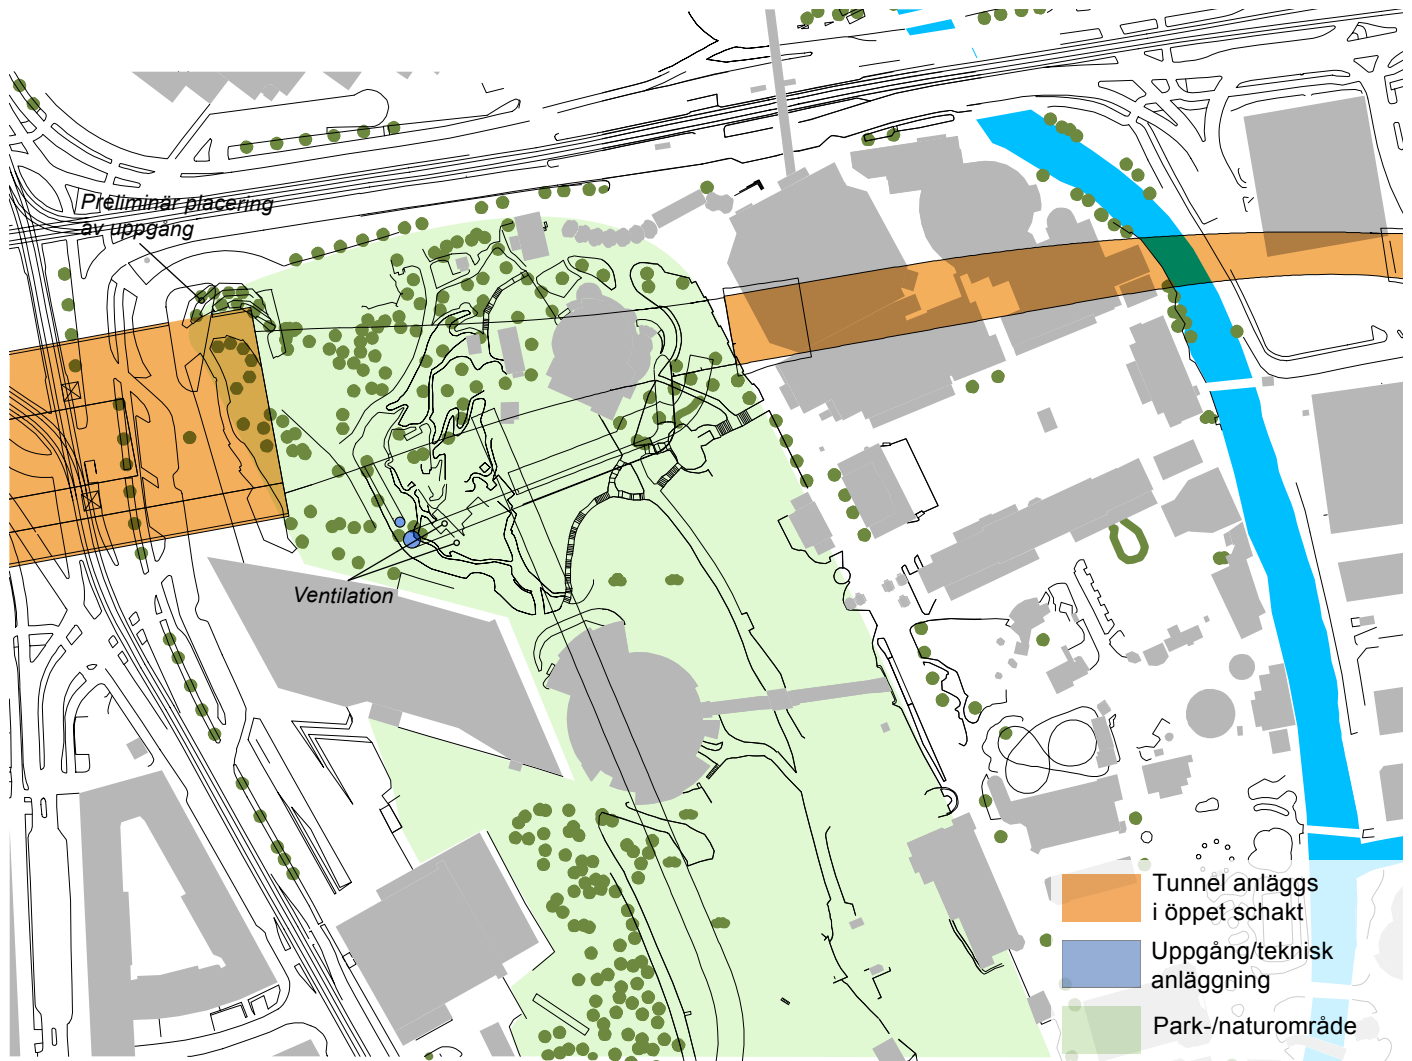 Preliminär placering
av uppgång
Ventilation
Tunnel anläggs
i öppet schakt
Uppgång/teknisk
anläggning
Park-/naturområde